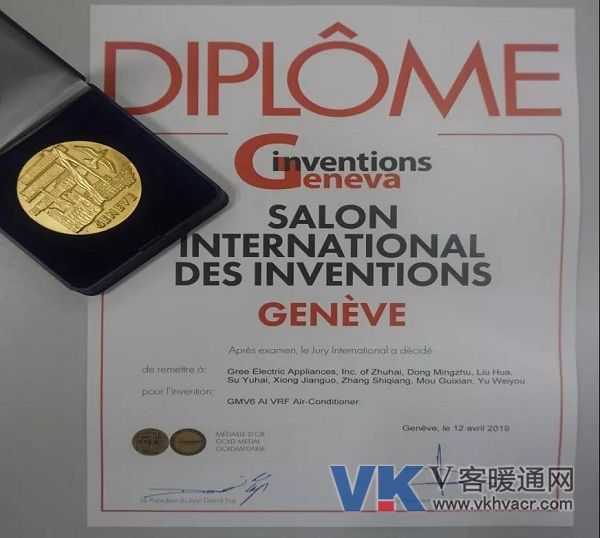 DIPLÔME
inventions
Geneva
SALON
INTERNATIONAL
DES INVENTIONS
GENÈVE
Après examen, le Jury International a décidé
de remettre à: Gree Electric Appliances, Inc. of Zhuhai, Dong Mingzhu, Liu Hua,
Su Yuhai, Xiong Jianguo, Zhang Shiqiang, Mou Guixian, Yu Weiyou
pour l'invention: GMV6 AI VRF Air-Conditioner.
Genève, le 12 avril 2019
MÉDAILLE D'OR
GOLD MEDAL
GOLDMEDAILLE
Le Président du Jury: David Taji
GENEVE
VK V客暖通网
www.vkhvacr.com